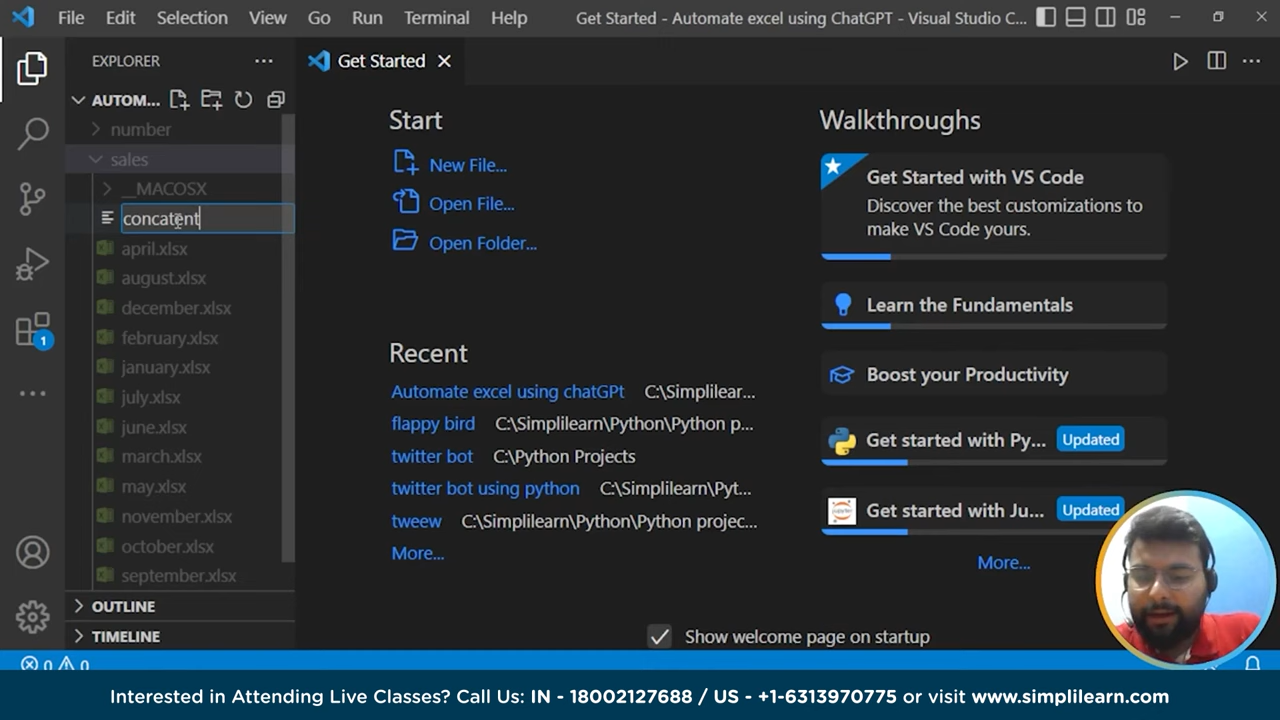 File Edit Selection View Go Run Terminal Help Get Started - Automate excel using ChatGPT - Visual Studio C...
EXPLORER
Get Started
AUTOM...
number
sales
__MACOSX
concatent
april.xlsx
august.xlsx
december.xlsx
february.xlsx
january.xlsx
july.xlsx
june.xlsx
march.xlsx
may.xlsx
november.xlsx
october.xlsx
september.xlsx
OUTLINE
TIMELINE
Start
New File...
Open File...
Open Folder...
Recent
Automate excel using chatGPt C:\Simplilear...
flappy bird C:\Simplilearn\Python\Python p...
twitter bot C:\Python Projects
twitter bot using python C:\Simplilearn\Pyt...
tweew C:\Simplilearn\Python\Python projec...
More...
Walkthroughs
Get Started with VS Code
Discover the best customizations to
make VS Code yours.
Learn the Fundamentals
Boost your Productivity
Get started with Py... Updated
Get started with Ju... Updated
More...
Show welcome page on startup
1
0 0
Interested in Attending Live Classes? Call Us: IN - 18002127688 / US - +1-6313970775 or visit www.simplilearn.com